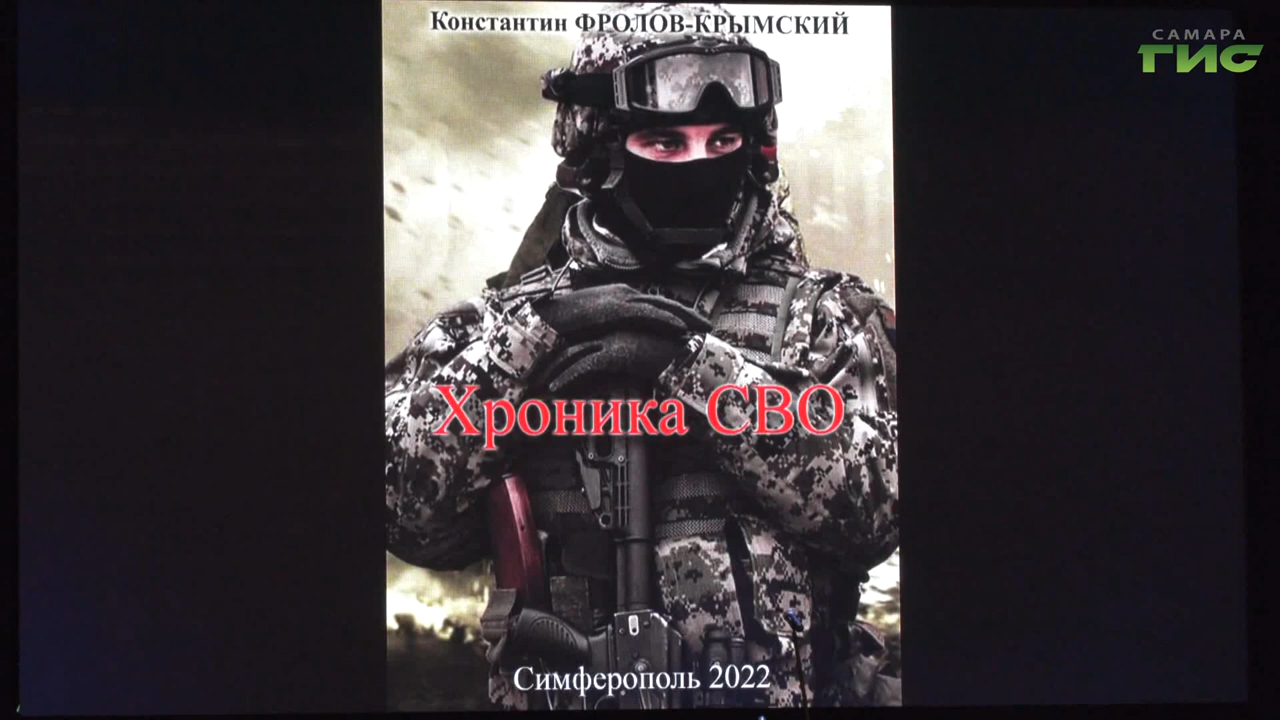 Константин ФРОЛОВ-КРЫМСКИЙ
САМАРА
ГИС
Хроника СВО
Симферополь 2022